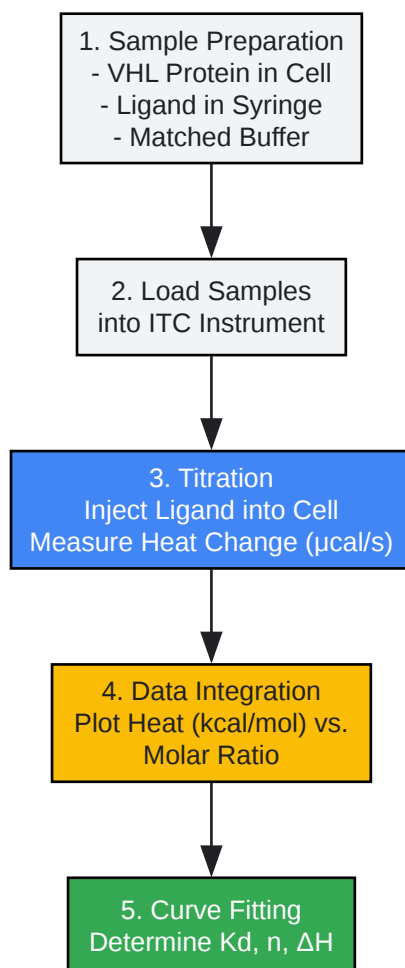 1. Sample Preparation
- VHL Protein in Cell
- Ligand in Syringe
- Matched Buffer
2. Load Samples
into ITC Instrument
3. Titration
Inject Ligand into Cell
Measure Heat Change (μcal/s)
4. Data Integration
Plot Heat (kcal/mol) vs.
Molar Ratio
5. Curve Fitting
Determine Kd, n, ΔH